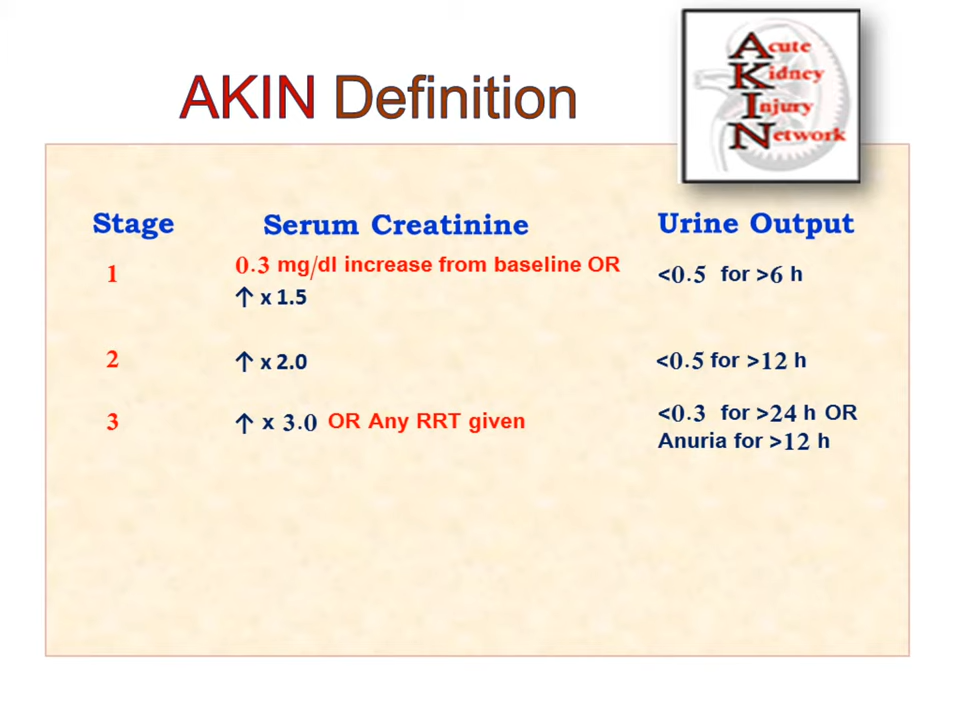 AKIN Definition
Acute
Kidney
Injury
Network
Stage Serum Creatinine Urine Output
1 0.3 mg/dl increase from baseline OR <0.5 for >6 h
↑ x 1.5
2 ↑ x 2.0 <0.5 for >12 h
3 ↑ x 3.0 OR Any RRT given <0.3 for >24 h OR
Anuria for >12 h